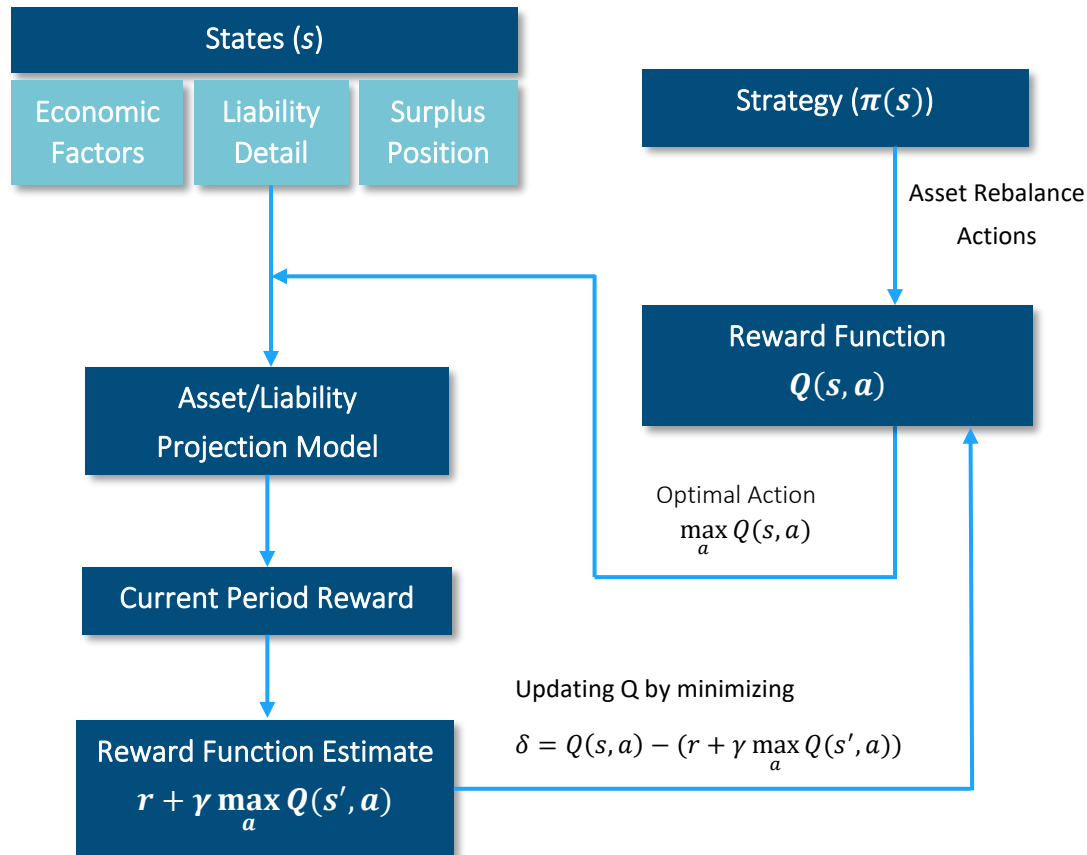 States (s)
Economic
Factors
Liability
Detail
Surplus
Position
Strategy (π(s))
Asset Rebalance
Actions
Reward Function
Q(s, a)
Asset/Liability
Projection Model
Optimal Action
max Q(s, a)
a
Current Period Reward
Updating Q by minimizing
δ = Q(s, a) − (r + γ max Q(s′, a))
a
Reward Function Estimate
r + γ max Q(s′, a)
a